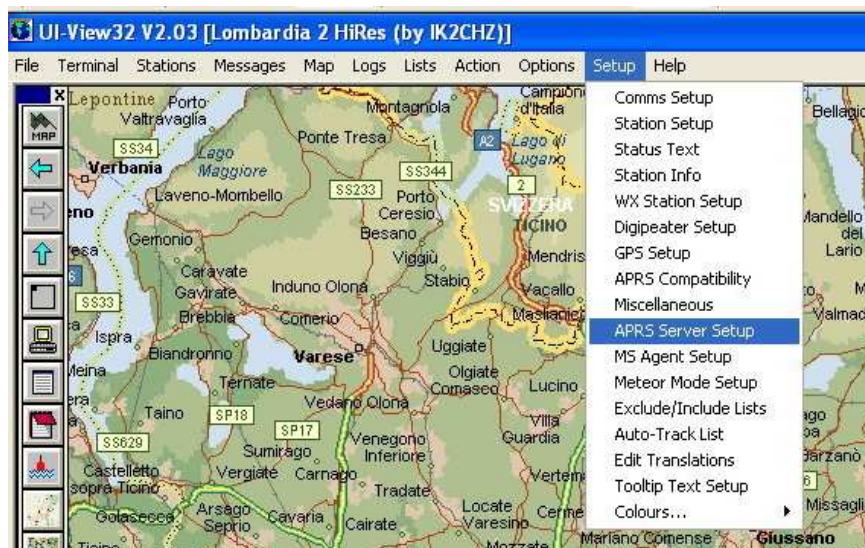 UI-View32 V2.03 [Lombardia 2 HiRes (by IK2CHZ)]
File Terminal Stations Messages Map Logs Lists Action Options Setup Help
Comms Setup
Station Setup
Status Text
Station Info
WX Station Setup
Digipeater Setup
GPS Setup
APRS Compatibility
Miscellaneous
APRS Server Setup
MS Agent Setup
Meteor Mode Setup
Exclude/Include Lists
Auto-Track List
Edit Translations
Tooltip Text Setup
Colours...
MAP
Lepontine
Porto
Valtravaglia
Montagnola
d'Italia
Bellagio
Ponte Tresa
A2
Lago di
Lugano
SS34
Verbania
Lago
Maggiore
SS344
SS233
2
Laveno-Mombello
Porto
Ceresio
SVIZZERA
TICINO
Mandello
del
Lario
Besano
Gemonio
Viggiù
Mendris
Caravate
Stabio
Vacallo
Gavirate
Induno Olona
SS33
Brebbia
Comerio
Ispra
Biandronno
Varese
Uggiate
Olgiate
Comasco
Lucino
Ternate
Taino
SP18
Vedano Olona
SP17
Villa
Guardia
SS629
Venegono
Inferiore
Sumirago
Castelletto
sopra Ticino
Vergiate
Carnago
Vertem
Tradate
Golasecca
Arsago
Seprio
Cavaria
Cairate
Locate
Varesino
Cerme
Missagli
Mozzate
Mariano Comense
Giussano